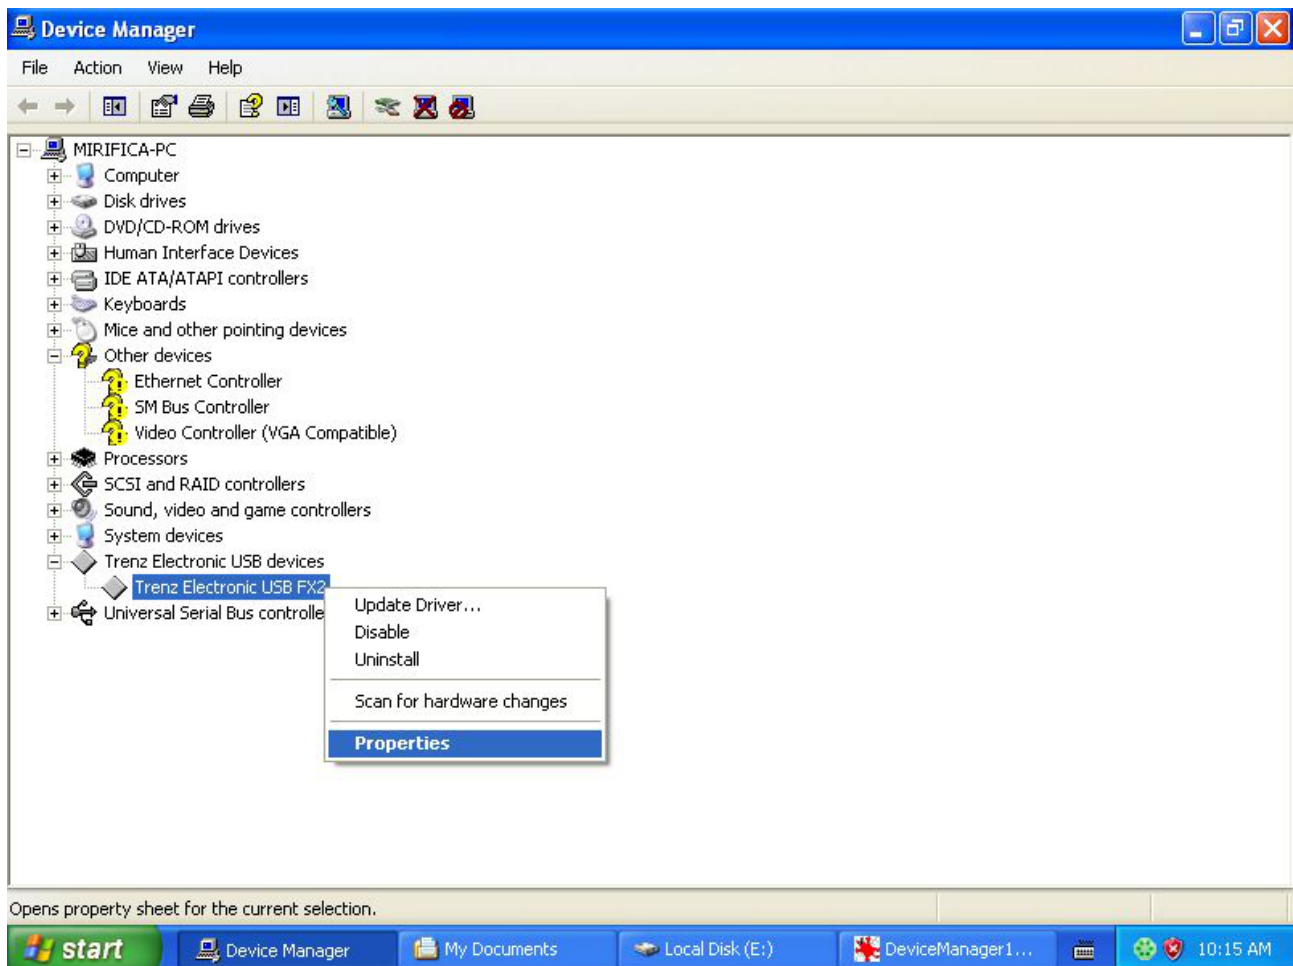 Device Manager
File Action View Help
MIRIFICA-PC
Computer
Disk drives
DVD/CD-ROM drives
Human Interface Devices
IDE ATA/ATAPI controllers
Keyboards
Mice and other pointing devices
Other devices
Ethernet Controller
SM Bus Controller
Video Controller (VGA Compatible)
Processors
SCSI and RAID controllers
Sound, video and game controllers
System devices
Trenz Electronic USB devices
Trenz Electronic USB FX2
Universal Serial Bus controlle
Update Driver...
Disable
Uninstall
Scan for hardware changes
Properties
Opens property sheet for the current selection.
start Device Manager My Documents Local Disk (E:) DeviceManager1... 10:15 AM